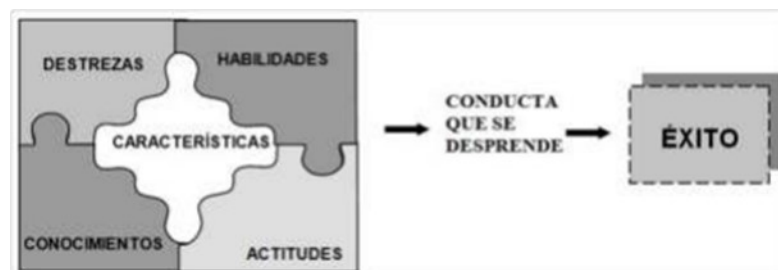 DESTREZAS
HABILIDADES
CARACTERÍSTICAS
CONOCIMIENTOS
ACTITUDES
CONDUCTA
QUE SE
DESPRENDE
ÉXITO